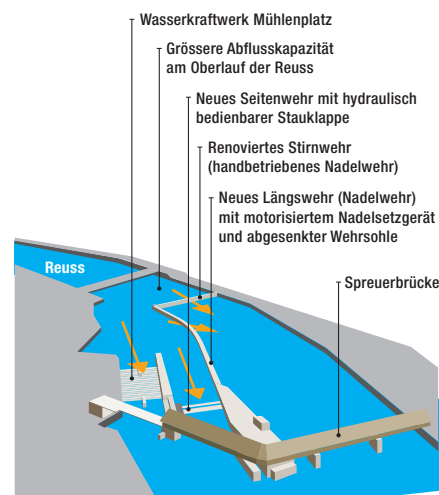 Wasserkraftwerk Mühlenplatz
Grössere Abflusskapazität
am Oberlauf der Reuss
Neues Seitenwehr mit hydraulisch
bedienbarer Stauklappe
Renoviertes Stirnwehr
(handbetriebenes Nadelwehr)
Neues Längswehr (Nadelwehr)
mit motorisiertem Nadelsetzgerät
und abgesenkter Wehrsohle
Reuss
Spreuerbrücke